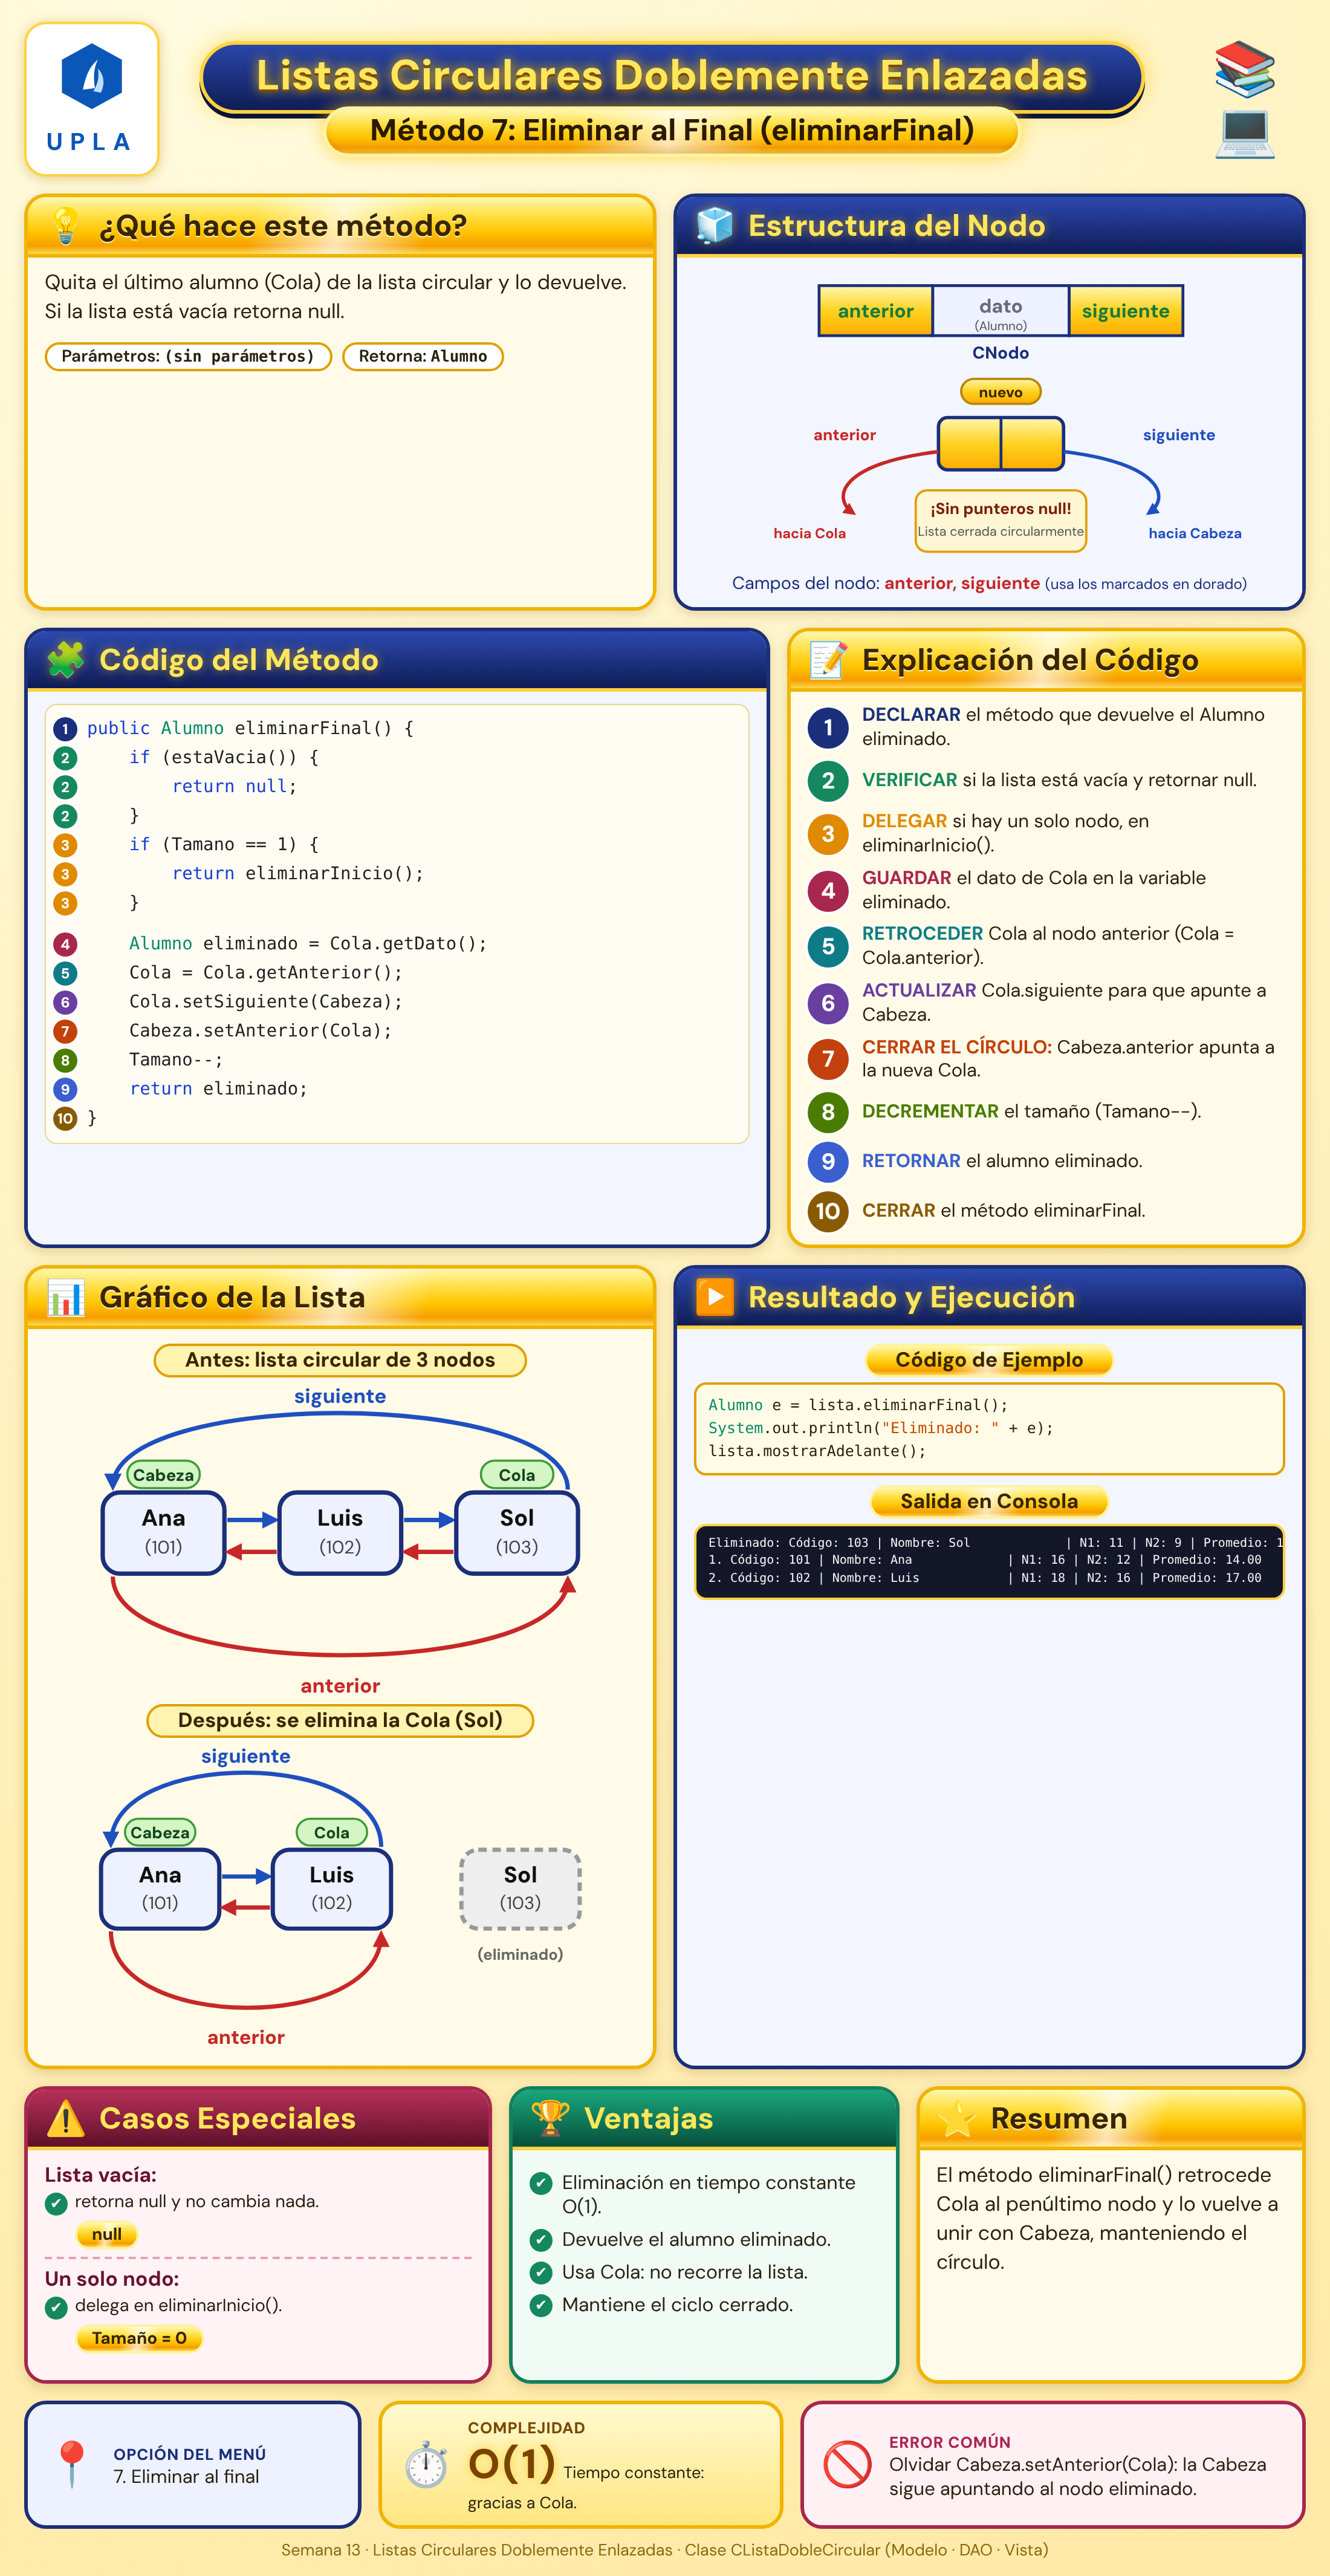 UPLA
Listas Circulares Doblemente Enlazadas
Método 7: Eliminar al Final (eliminarFinal)
¿Qué hace este método?
Quita el último alumno (Cola) de la lista circular y lo devuelve.
Si la lista está vacía retorna null.
Parámetros: (sin parámetros) Retorna: Alumno
Estructura del Nodo
anterior dato siguiente
(Alumno)
CNodo
nuevo
anterior siguiente
¡Sin punteros null!
Lista cerrada circularmente
hacia Cola hacia Cabeza
Campos del nodo: anterior, siguiente (usa los marcados en dorado)
Código del Método
1 public Alumno eliminarFinal() {
2 if (estaVacia()) {
2 return null;
2 }
3 if (Tamano == 1) {
3 return eliminarInicio();
3 }
4 Alumno eliminado = Cola.getDato();
5 Cola = Cola.getAnterior();
6 Cola.setSiguiente(Cabeza);
7 Cabeza.setAnterior(Cola);
8 Tamano--;
9 return eliminado;
10 }
Explicación del Código
1 DECLARAR el método que devuelve el Alumno
eliminado.
2 VERIFICAR si la lista está vacía y retornar null.
3 DELEGAR si hay un solo nodo, en
eliminarInicio().
4 GUARDAR el dato de Cola en la variable
eliminado.
5 RETROCEDER Cola al nodo anterior (Cola =
Cola.anterior).
6 ACTUALIZAR Cola.siguiente para que apunte a
Cabeza.
7 CERRAR EL CÍRCULO: Cabeza.anterior apunta a
la nueva Cola.
8 DECREMENTAR el tamaño (Tamano--).
9 RETORNAR el alumno eliminado.
10 CERRAR el método eliminarFinal.
Gráfico de la Lista
Antes: lista circular de 3 nodos
siguiente
Cabeza Cola
Ana Luis Sol
(101) (102) (103)
anterior
Después: se elimina la Cola (Sol)
siguiente
Cabeza Cola
Ana Luis Sol
(101) (102) (103)
(eliminado)
anterior
Resultado y Ejecución
Código de Ejemplo
Alumno e = lista.eliminarFinal();
System.out.println("Eliminado: " + e);
lista.mostrarAdelante();
Salida en Consola
Eliminado: Código: 103 | Nombre: Sol | N1: 11 | N2: 9 | Promedio: 1
1. Código: 101 | Nombre: Ana | N1: 16 | N2: 12 | Promedio: 14.00
2. Código: 102 | Nombre: Luis | N1: 18 | N2: 16 | Promedio: 17.00
Casos Especiales
Lista vacía:
retorna null y no cambia nada.
null
Un solo nodo:
delega en eliminarInicio().
Tamaño = 0
Ventajas
Eliminación en tiempo constante
O(1).
Devuelve el alumno eliminado.
Usa Cola: no recorre la lista.
Mantiene el ciclo cerrado.
Resumen
El método eliminarFinal() retrocede
Cola al penúltimo nodo y lo vuelve a
unir con Cabeza, manteniendo el
círculo.
OPCIÓN DEL MENÚ
7. Eliminar al final
COMPLEJIDAD
O(1) Tiempo constante:
gracias a Cola.
ERROR COMÚN
Olvidar Cabeza.setAnterior(Cola): la Cabeza
sigue apuntando al nodo eliminado.
Semana 13 · Listas Circulares Doblemente Enlazadas · Clase CListaDobleCircular (Modelo · DAO · Vista)